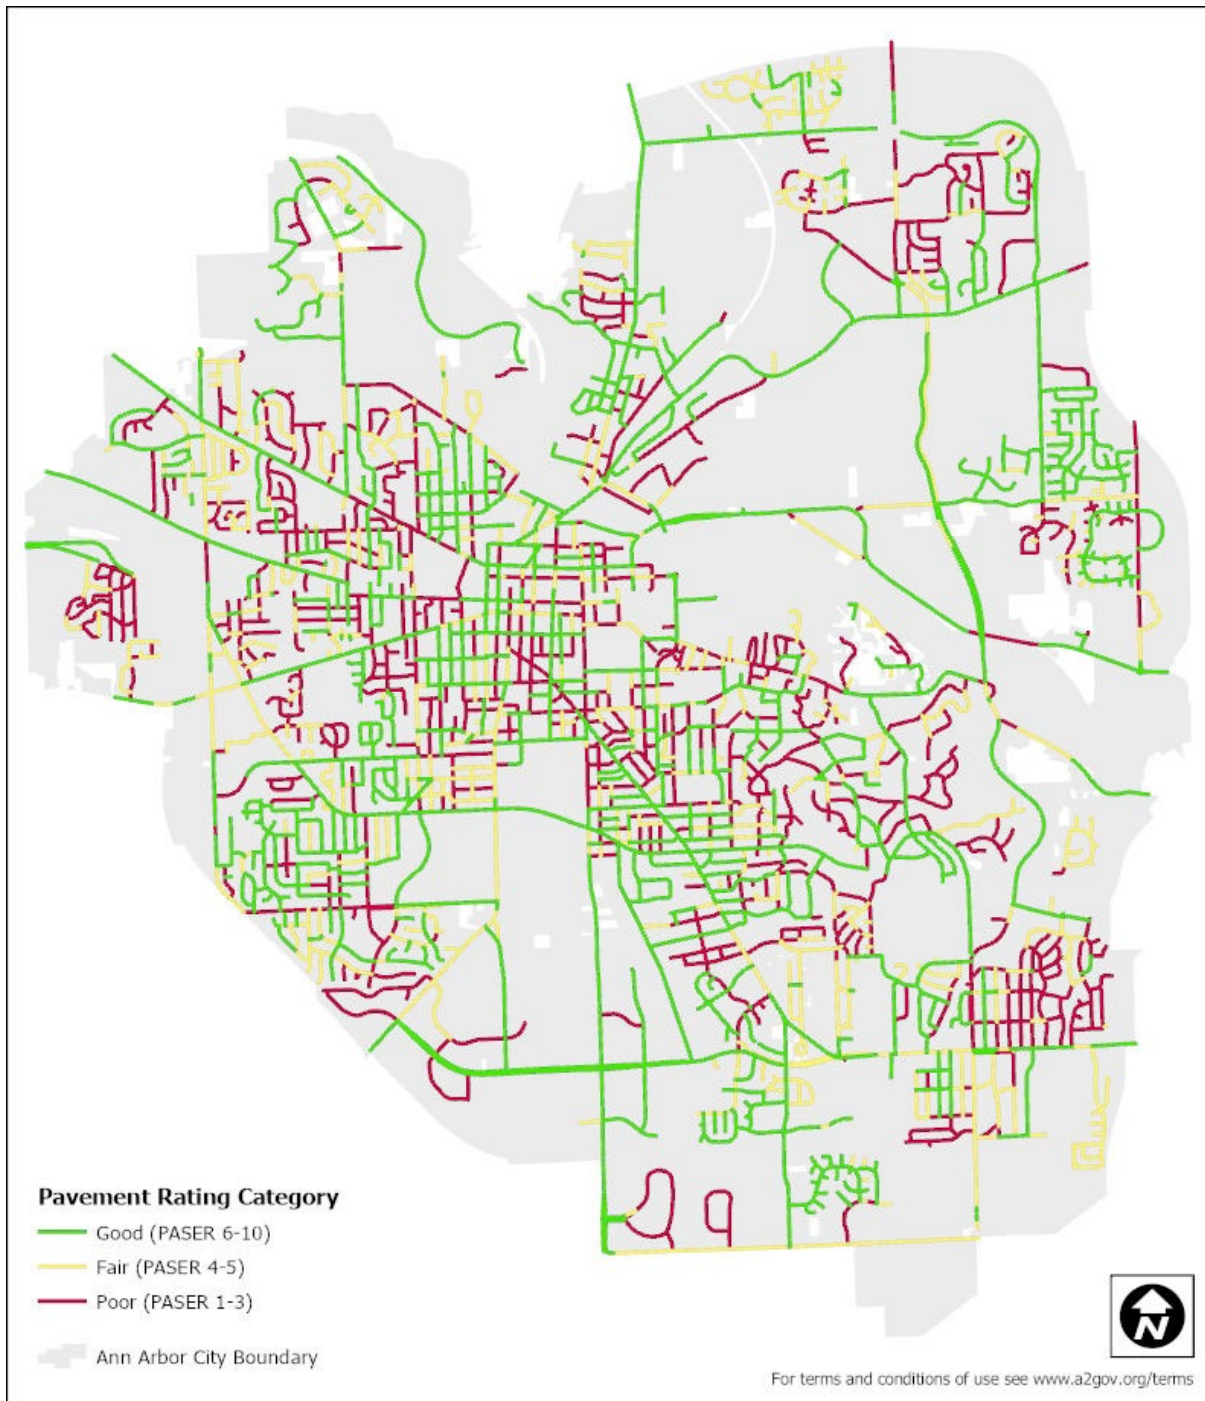 Pavement Rating Category
Good (PASER 6-10)
Fair (PASER 4-5)
Poor (PASER 1-3)
Ann Arbor City Boundary
N
For terms and conditions of use see www.a2gov.org/terms